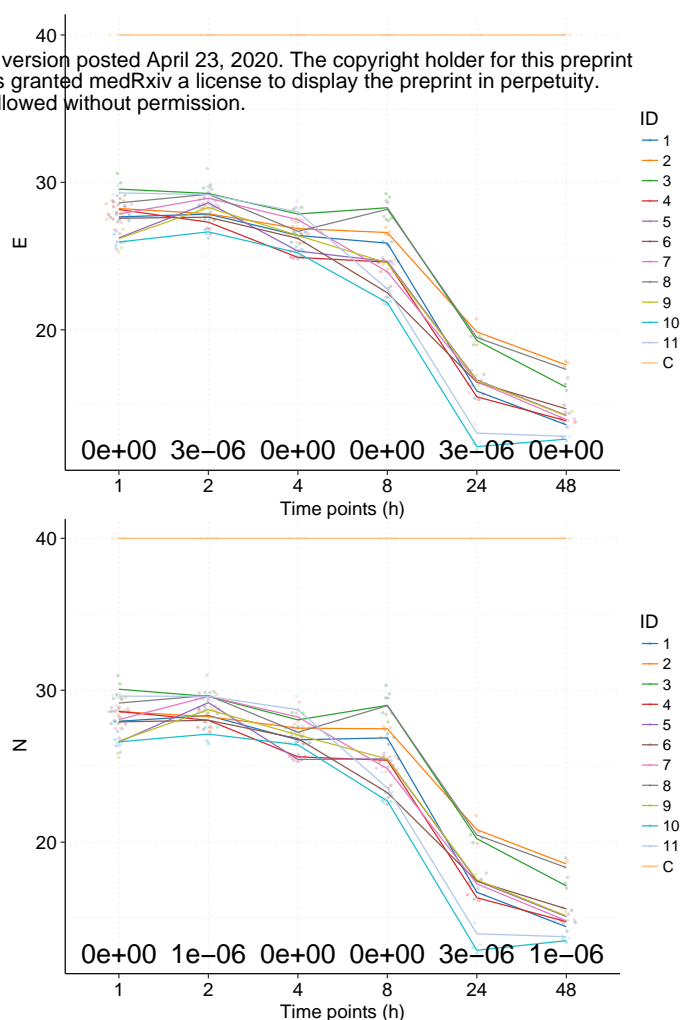 40
version posted April 23, 2020. The copyright holder for this preprint
s granted medRxiv a license to display the preprint in perpetuity.
llowed without permission.
ID
1
2
3
4
5
6
7
8
9
10
11
C
30
E
20
0e+00 3e−06 0e+00 0e+00 3e−06 0e+00
1 2 4 8 24 48
Time points (h)
40
ID
1
2
3
4
5
6
7
8
9
10
11
C
30
N
20
0e+00 1e−06 0e+00 0e+00 3e−06 1e−06
1 2 4 8 24 48
Time points (h)